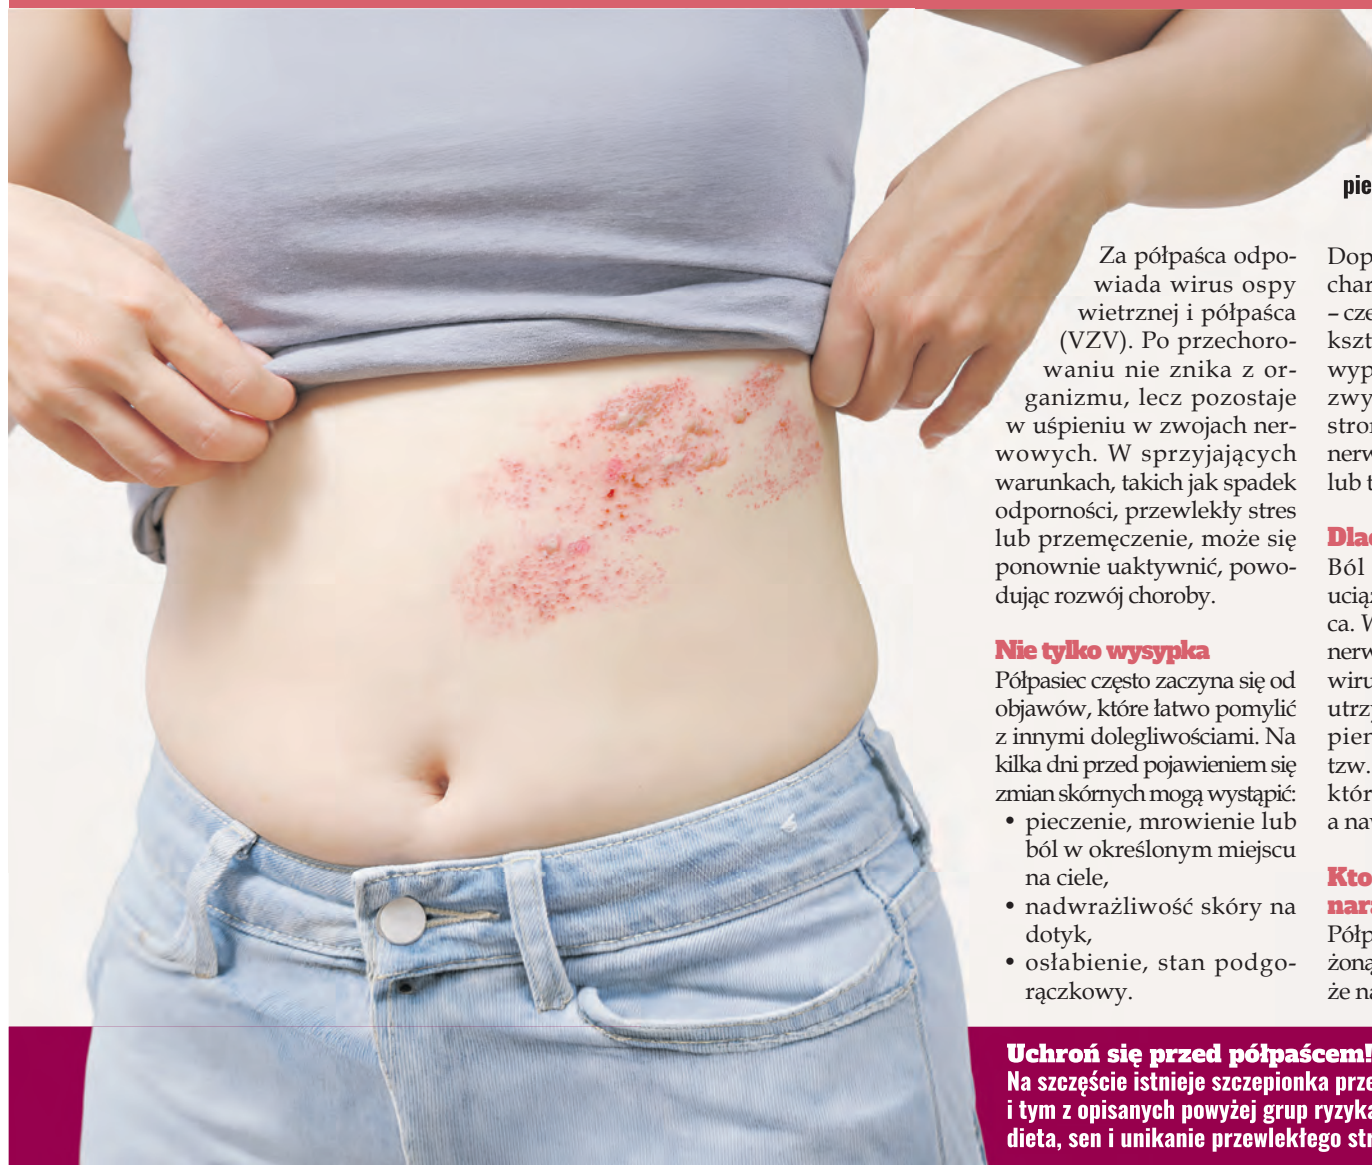 Za półpaśca odpo-
wiada wirus ospy
wietrznej i półpaśca
(VZV). Po przechoro-
waniu nie znika z or-
ganizmu, lecz pozostaje
w uśpieniu w zwojach ner-
wowych. W sprzyjających
warunkach, takich jak spadek
odporności, przewlekły stres
lub przemęczenie, może się
ponownie uaktywnić, powo-
dując rozwój choroby.
Nie tylko wysypka
Półpasiec często zaczyna się od
objawów, które łatwo pomylić
z innymi dolegliwościami. Na
kilka dni przed pojawieniem się
zmian skórnych mogą wystąpić:
• pieczenie, mrowienie lub
ból w określonym miejscu
na ciele,
• nadwrażliwość skóry na
dotyk,
• osłabienie, stan podgo-
rączkowy.
pie
Dop
char
– cze
kszt
wyp
zwy
stron
nerw
lub t
Dlac
Ból
ucią
ca. W
nerw
wiru
utrzy
pien
tzw.
któr
a na
Kto
nara
Półp
żoną
że na
Uchroń się przed półpaścem!
Na szczęście istnieje szczepionka prze
i tym z opisanych powyżej grup ryzyka
dieta, sen i unikanie przewlekłego str